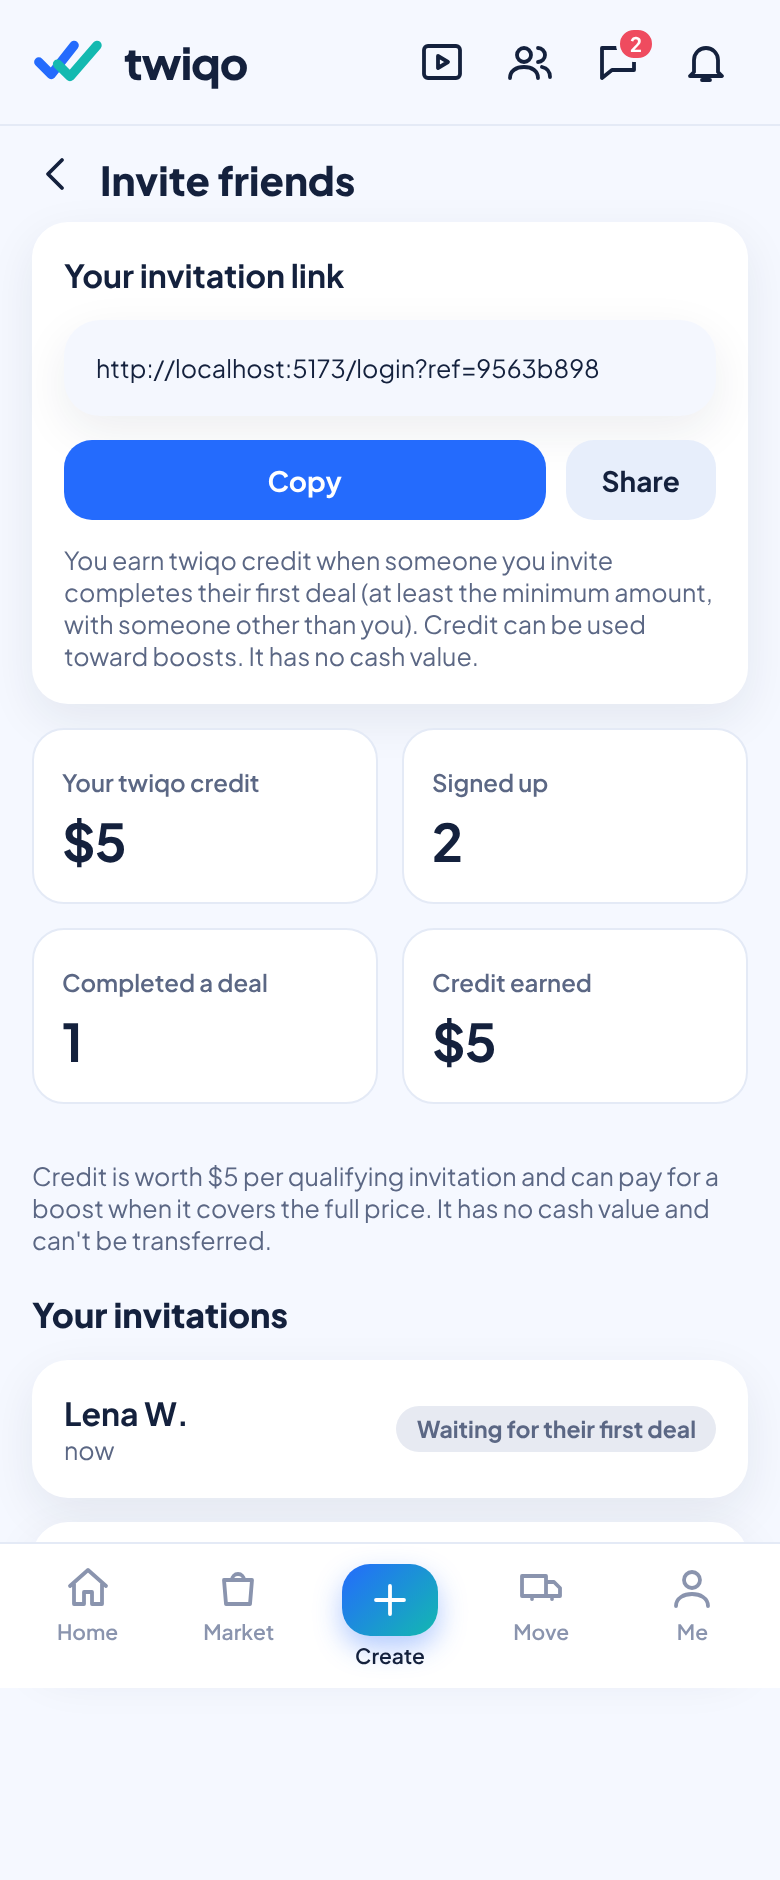 twiqo
2
Invite friends
Your invitation link
http://localhost:5173/login?ref=9563b898
Copy
Share
You earn twiqo credit when someone you invite
completes their first deal (at least the minimum amount,
with someone other than you). Credit can be used
toward boosts. It has no cash value.
Your twiqo credit
$5
Signed up
2
Completed a deal
1
Credit earned
$5
Credit is worth $5 per qualifying invitation and can pay for a
boost when it covers the full price. It has no cash value and
can't be transferred.
Your invitations
Lena W.
now
Waiting for their first deal
Home
Market
Create
Move
Me